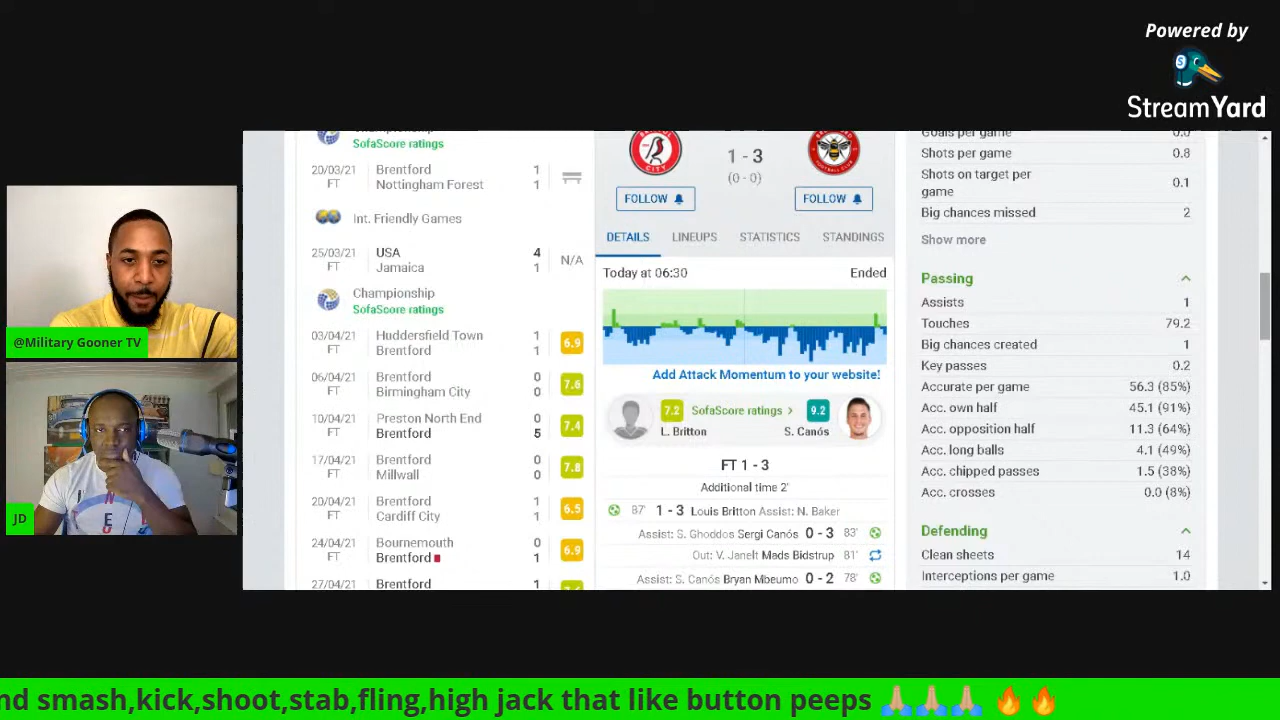 Powered by
StreamYard
@Military Gooner TV
JD
SofaScore ratings
20/03/21
FT
Brentford 1
Nottingham Forest 1
Int. Friendly Games
25/03/21
FT
USA 4
Jamaica 1
N/A
Championship
SofaScore ratings
03/04/21
FT
Huddersfield Town 1
Brentford 1
6.9
06/04/21
FT
Brentford 0
Birmingham City 0
7.6
10/04/21
FT
Preston North End 0
Brentford 5
7.4
17/04/21
FT
Brentford 0
Millwall 0
7.8
20/04/21
FT
Brentford 1
Cardiff City 1
6.5
24/04/21
FT
Bournemouth 0
Brentford 1
6.9
27/04/21
Brentford 1
1 - 3
(0 - 0)
FOLLOW
FOLLOW
DETAILS LINEUPS STATISTICS STANDINGS
Today at 06:30 Ended
Add Attack Momentum to your website!
7.2 SofaScore ratings > 9.2
L. Britton S. Canós
FT 1 - 3
Additional time 2'
87' 1 - 3 Louis Britton Assist: N. Baker
Assist: S. Ghoddos Sergi Canós 0 - 3 83'
Out: V. Janelt Mads Bidstrup 81'
Assist: S. Canós Bryan Mbeumo 0 - 2 78'
Goals per game 0.0
Shots per game 0.8
Shots on target per
game 0.1
Big chances missed 2
Show more
Passing
Assists 1
Touches 79.2
Big chances created 1
Key passes 0.2
Accurate per game 56.3 (85%)
Acc. own half 45.1 (91%)
Acc. opposition half 11.3 (64%)
Acc. long balls 4.1 (49%)
Acc. chipped passes 1.5 (38%)
Acc. crosses 0.0 (8%)
Defending
Clean sheets 14
Interceptions per game 1.0
nd smash,kick,shoot,stab,fling,high jack that like button peeps 🙏🏼🙏🏼🙏🏼 🔥🔥